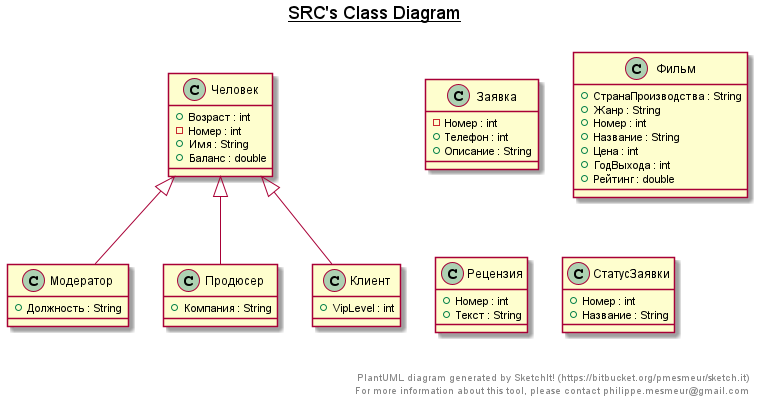 SRC's Class Diagram
C Человек
Возраст : int
Номер : int
Имя : String
Баланс : double
C Заявка
Номер : int
Телефон : int
Описание : String
C Фильм
СтранаПроизводства : String
Жанр : String
Номер : int
Название : String
Цена : int
ГодВыхода : int
Рейтинг : double
C Модератор
Должность : String
C Продюсер
Компания : String
C Клиент
VipLevel : int
C Рецензия
Номер : int
Текст : String
C СтатусЗаявки
Номер : int
Название : String
PlantUML diagram generated by SketchIt! (https://bitbucket.org/pmesmeur/sketch.it)
For more information about this tool, please contact philippe.mesmeur@gmail.com